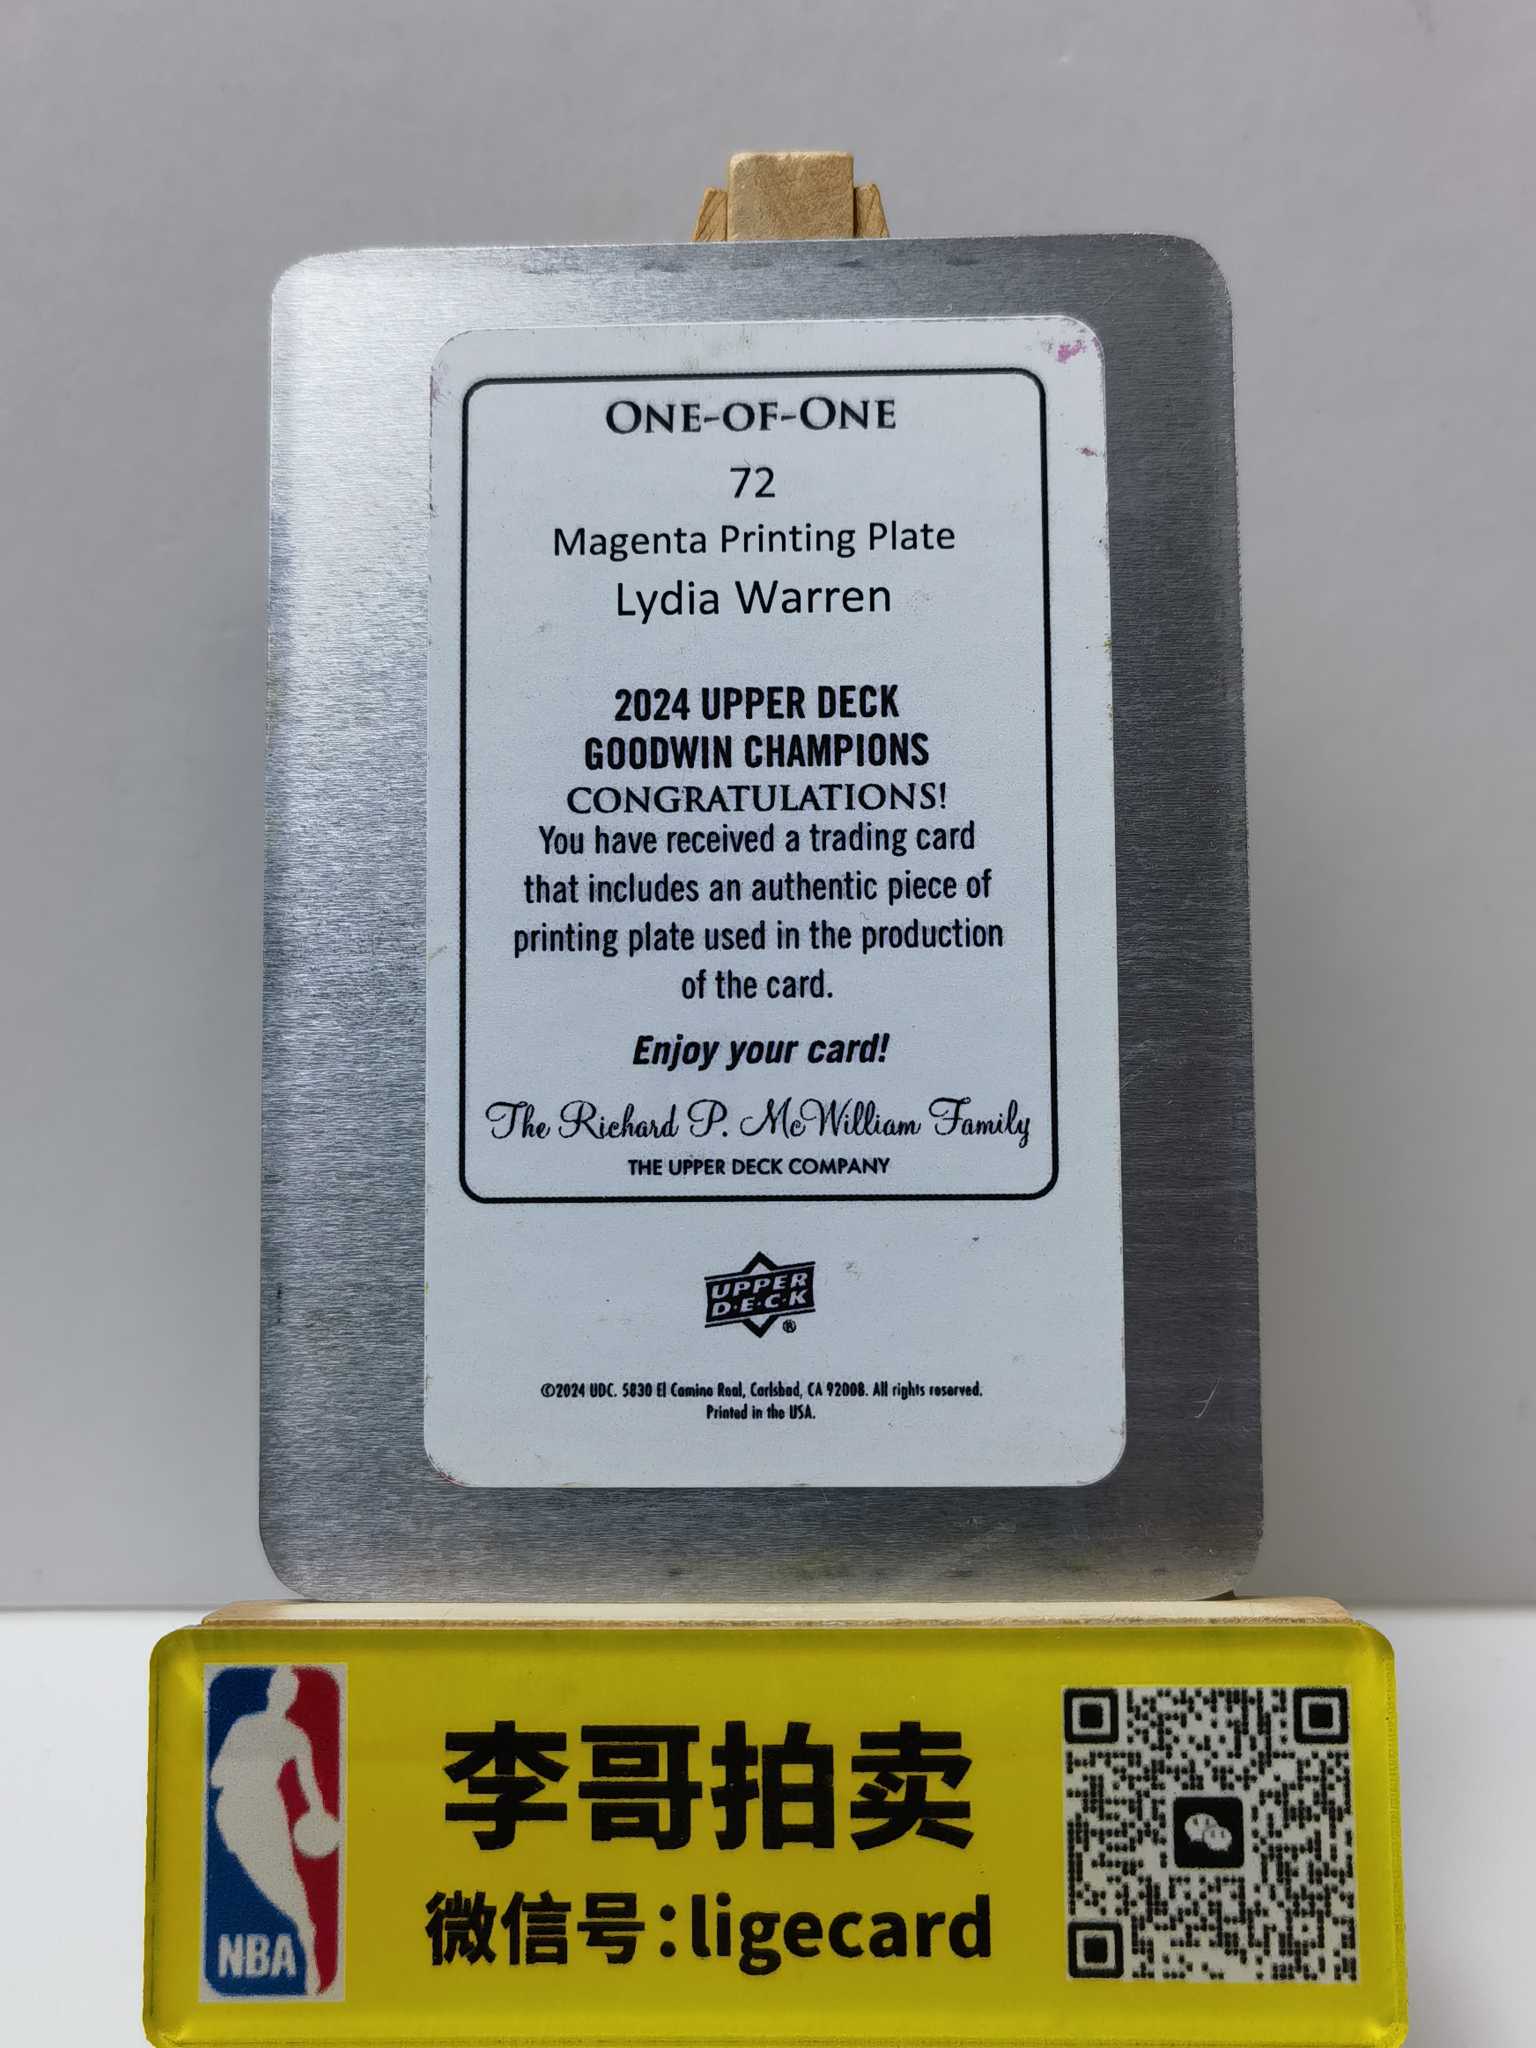 ONE-OF-ONE
72
Magenta Printing Plate
Lydia Warren
2024 UPPER DECK
GOODWIN CHAMPIONS
CONGRATULATIONS!
You have received a trading card
that includes an authentic piece of
printing plate used in the production
of the card.
Enjoy your card!
The Richard P. McWilliam Family
THE UPPER DECK COMPANY
UPPER
D·E·C·K
®
©2024 UDC. 5830 El Camino Real, Carlsbad, CA 92008. All rights reserved.
Printed in the USA.
李哥拍卖
微信号:ligecard
NBA